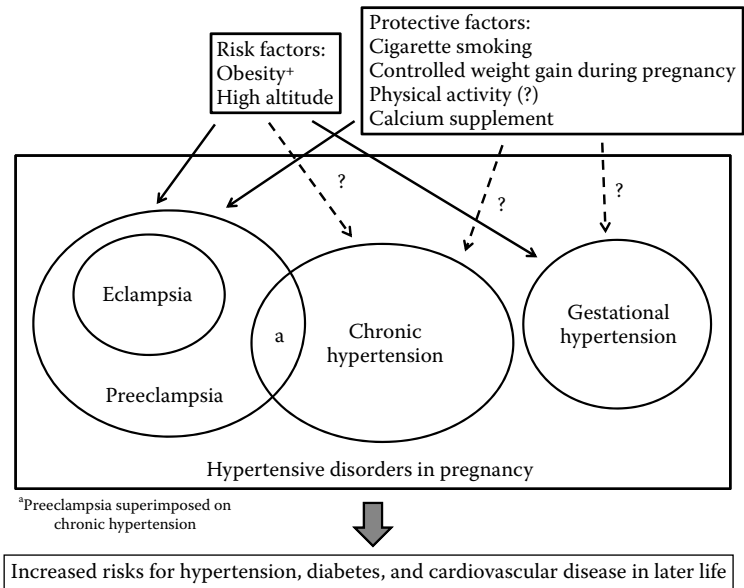 Risk factors:
Obesity⁺
High altitude
Protective factors:
Cigarette smoking
Controlled weight gain during pregnancy
Physical activity (?)
Calcium supplement
?
?
?
Eclampsia
Preeclampsia
a
Chronic
hypertension
Gestational
hypertension
Hypertensive disorders in pregnancy
ᵃPreeclampsia superimposed on
chronic hypertension
Increased risks for hypertension, diabetes, and cardiovascular disease in later life